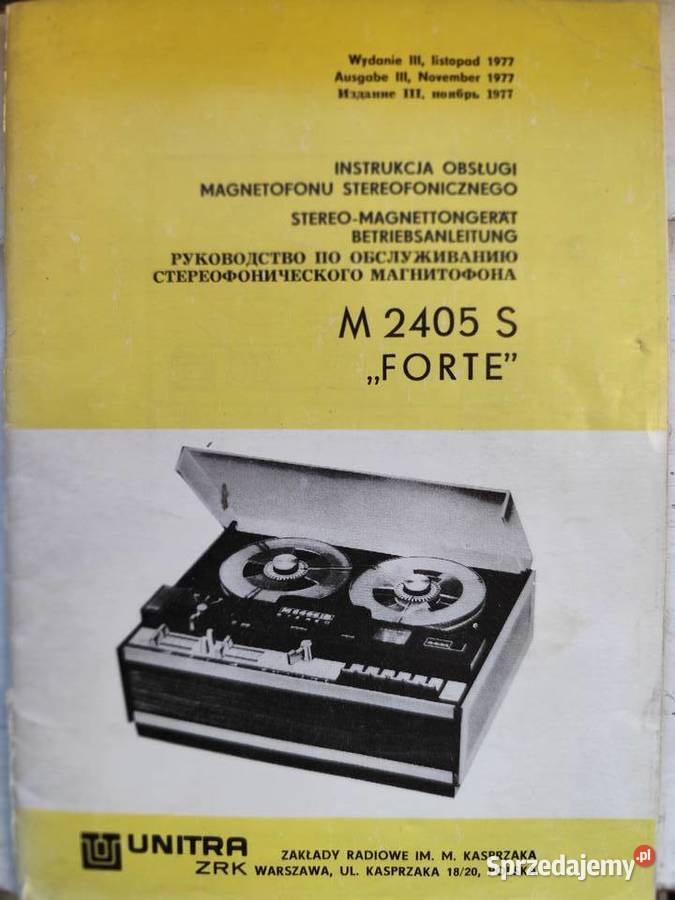 Wydanie III, listopad 1977
Ausgabe III, November 1977
Издание III, ноябрь 1977
INSTRUKCJA OBSŁUGI
MAGNETOFONU STEREOFONICZNEGO
STEREO-MAGNETTONGERÄT
BETRIEBSANLEITUNG
РУКОВОДСТВО ПО ОБСЛУЖИВАНИЮ
СТЕРЕОФОНИЧЕСКОГО МАГНИТОФОНА
M 2405 S
„FORTE”
STEREO
UNITRA
ZRK
ZAKŁADY RADIOWE IM. M. KASPRZAKA
WARSZAWA, UL. KASPRZAKA 18/20,
Sprzedajemy.pl